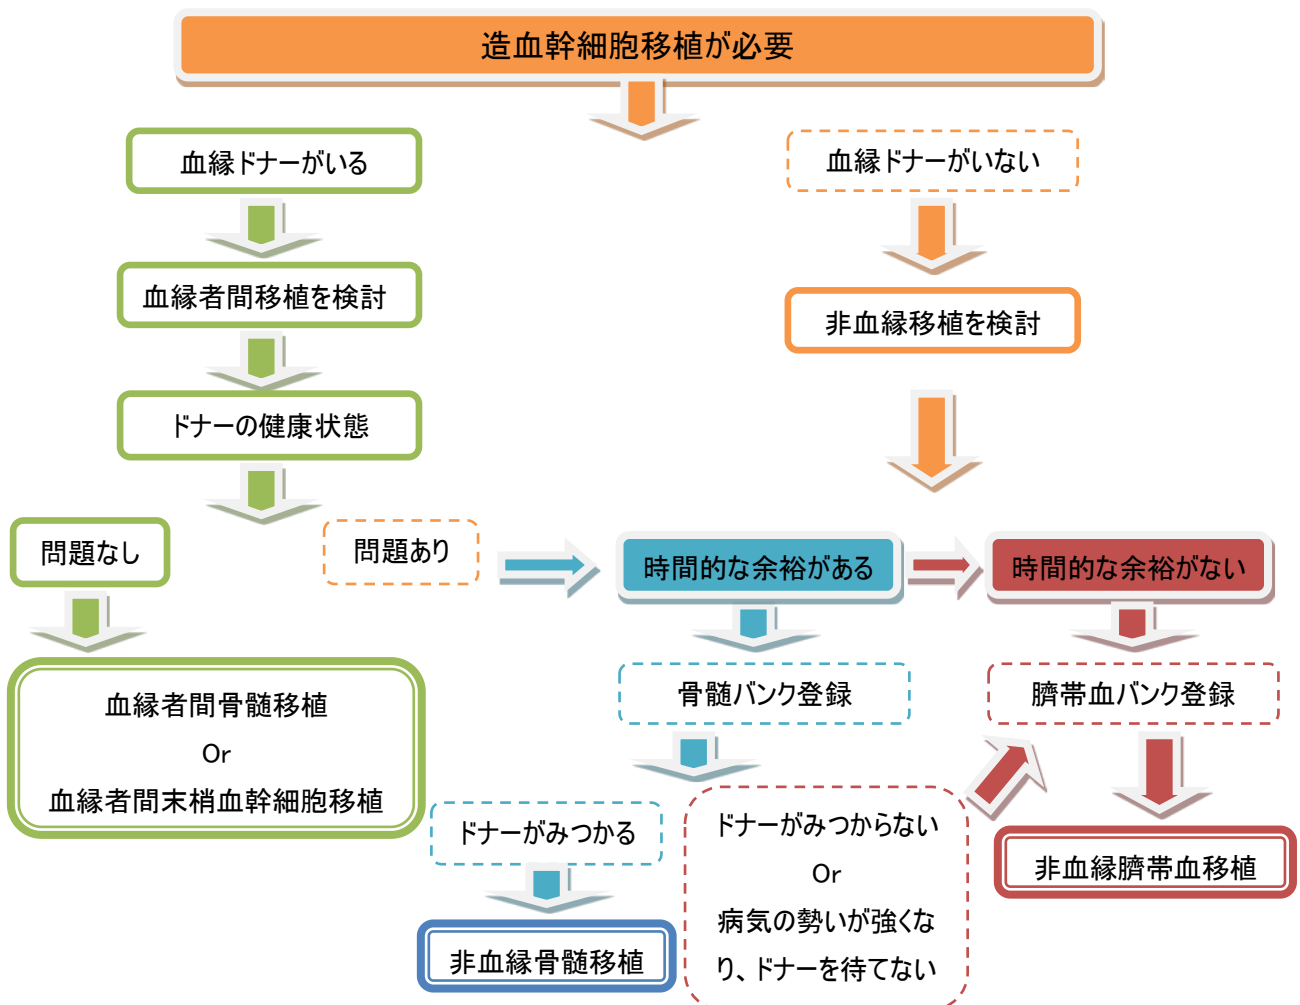 造血幹細胞移植が必要
血縁ドナーがいる
血縁ドナーがいない
血縁者間移植を検討
非血縁移植を検討
ドナーの健康状態
問題なし
問題あり
時間的な余裕がある
時間的な余裕がない
血縁者間骨髄移植
Or
血縁者間末梢血幹細胞移植
骨髄バンク登録
臍帯血バンク登録
ドナーがみつかる
ドナーがみつからない
Or
病気の勢いが強くな
り、ドナーを待てない
非血縁臍帯血移植
非血縁骨髄移植